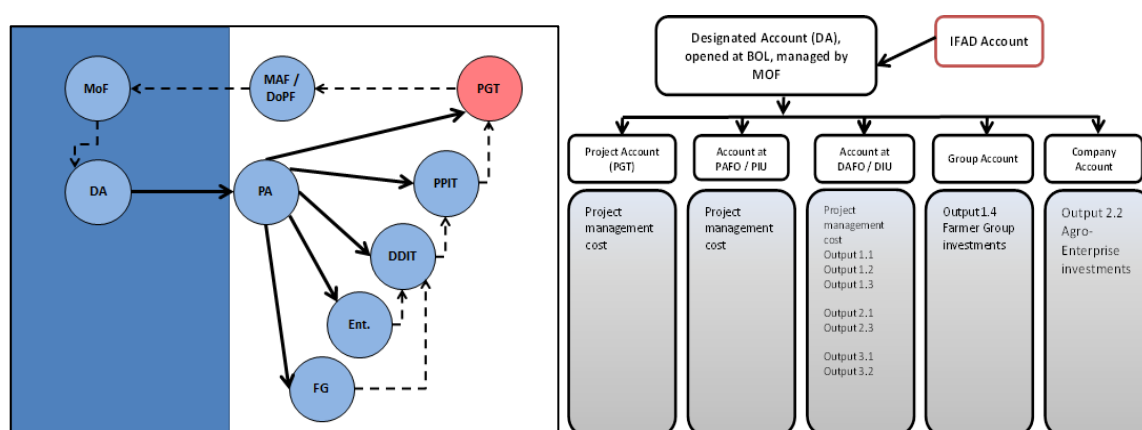 MoF
MAF /
DoPF
PGT
DA
PA
PPIT
DDIT
Ent.
FG
Designated Account (DA),
opened at BOL, managed by
MOF
IFAD Account
Project Account
(PGT)
Account at
PAFO / PIU
Account at
DAFO / DIU
Group Account
Company
Account
Project
management
cost
Project
management
cost
Project
management
cost
Output 1.1
Output 1.2
Output 1.3
Output 2.1
Output 2.3
Output 3.1
Output 3.2
Output 1.4
Farmer Group
investments
Output 2.2
Agro-
Enterprise
investments